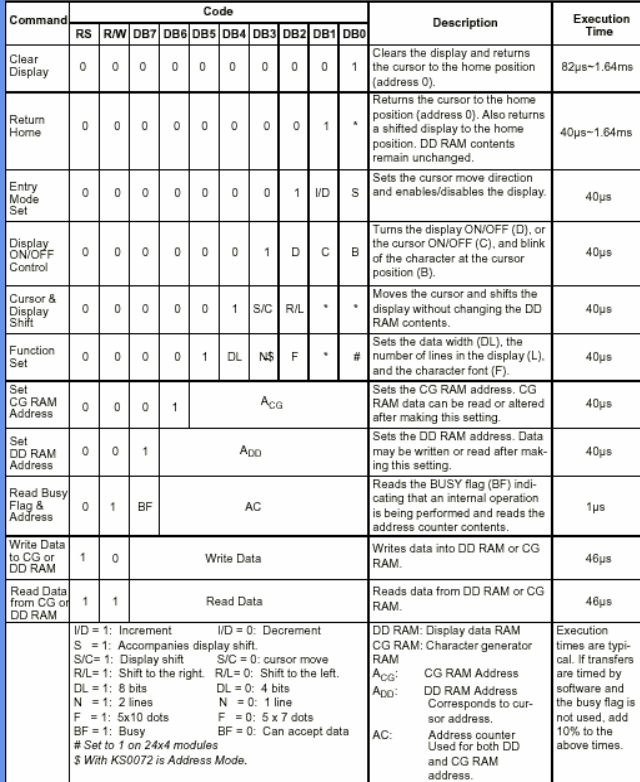 Command Code Description Execution Time
RS R/W DB7 DB6 DB5 DB4 DB3 DB2 DB1 DB0
Clear Display 0 0 0 0 0 0 0 0 0 1 82µs~1.64ms
Clears the display and returns
the cursor to the home position
(address 0).
Return Home 0 0 0 0 0 0 0 0 1 * 40µs~1.64ms
Returns the cursor to the home
position (address 0). Also returns
a shifted display to the home
position. DD RAM contents
remain unchanged.
Entry Mode Set 0 0 0 0 0 0 0 1 I/D S 40µs
Sets the cursor move direction
and enables/disables the display.
Display ON/OFF Control 0 0 0 0 0 0 1 D C B 40µs
Turns the display ON/OFF (D), or
the cursor ON/OFF (C), and blink
of the character at the cursor
position (B).
Cursor & Display Shift 0 0 0 0 0 1 S/C R/L * * 40µs
Moves the cursor and shifts the
display without changing the DD
RAM contents.
Function Set 0 0 0 0 1 DL N$ F * # 40µs
Sets the data width (DL), the
number of lines in the display (L),
and the character font (F).
Set CG RAM Address 0 0 0 1 ACG 40µs
Sets the CG RAM address. CG
RAM data can be read or altered
after making this setting.
Set DD RAM Address 0 0 1 ADD 40µs
Sets the DD RAM address. Data
may be written or read after mak-
ing this setting.
Read Busy Flag & Address 0 1 BF AC 1µs
Reads the BUSY flag (BF) indi-
cating that an internal operation
is being performed and reads the
address counter contents.
Write Data to CG or DD RAM 1 0 Write Data 46µs
Writes data into DD RAM or CG
RAM.
Read Data from CG or DD RAM 1 1 Read Data 46µs
Reads data from DD RAM or CG
RAM.
I/D = 1: Increment I/D = 0: Decrement
S = 1: Accompanies display shift.
S/C= 1: Display shift S/C = 0: cursor move
R/L= 1: Shift to the right. R/L= 0: Shift to the left.
DL = 1: 8 bits DL = 0: 4 bits
N = 1: 2 lines N = 0: 1 line
F = 1: 5x10 dots F = 0: 5 x 7 dots
BF = 1: Busy BF = 0: Can accept data
# Set to 1 on 24x4 modules
$ With KS0072 is Address Mode.
DD RAM: Display data RAM
CG RAM: Character generator
RAM
ACG: CG RAM Address
ADD: DD RAM Address
Corresponds to cur-
sor address.
AC: Address counter
Used for both DD
and CG RAM
address.
Execution
times are typi-
cal. If transfers
are timed by
software and
the busy flag is
not used, add
10% to the
above times.